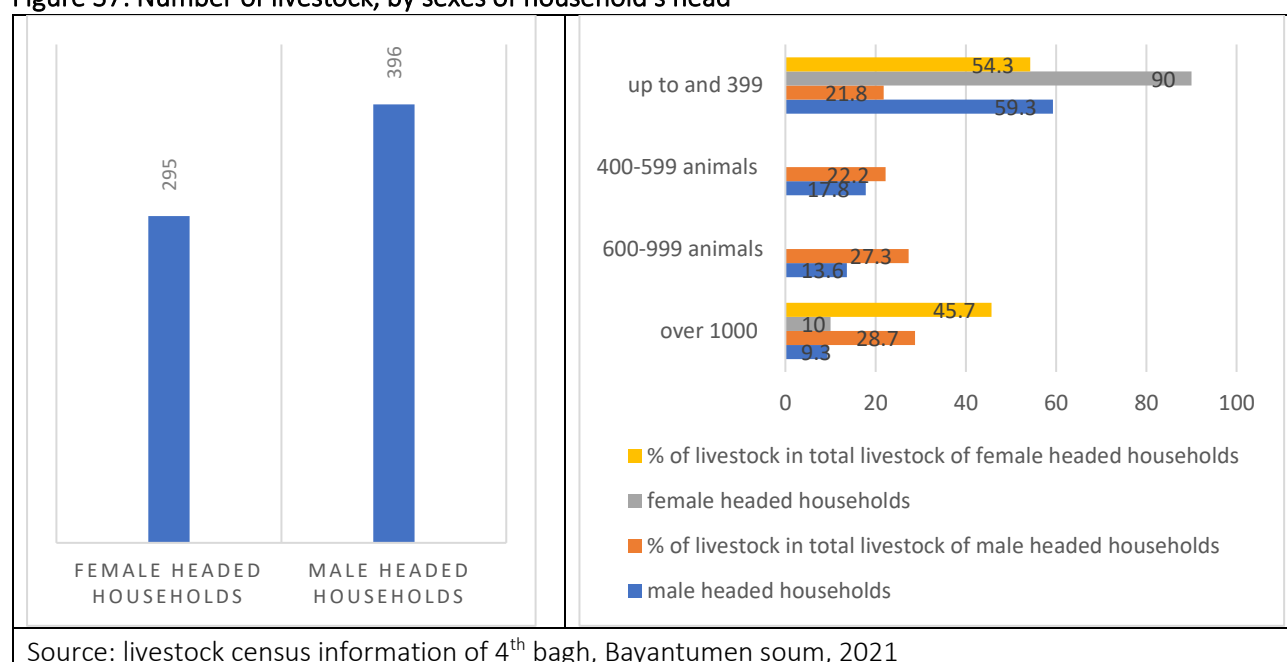 Figure 37: Number of livestock, by sexes of household's head
295
396
FEMALE HEADED
HOUSEHOLDS
MALE HEADED
HOUSEHOLDS
up to and 399
54.3
90
21.8
59.3
400-599 animals
22.2
17.8
600-999 animals
27.3
13.6
over 1000
45.7
10
28.7
9.3
0 20 40 60 80 100
% of livestock in total livestock of female headed households
female headed households
% of livestock in total livestock of male headed households
male headed households
Source: livestock census information of 4th bagh, Bayantumen soum, 2021